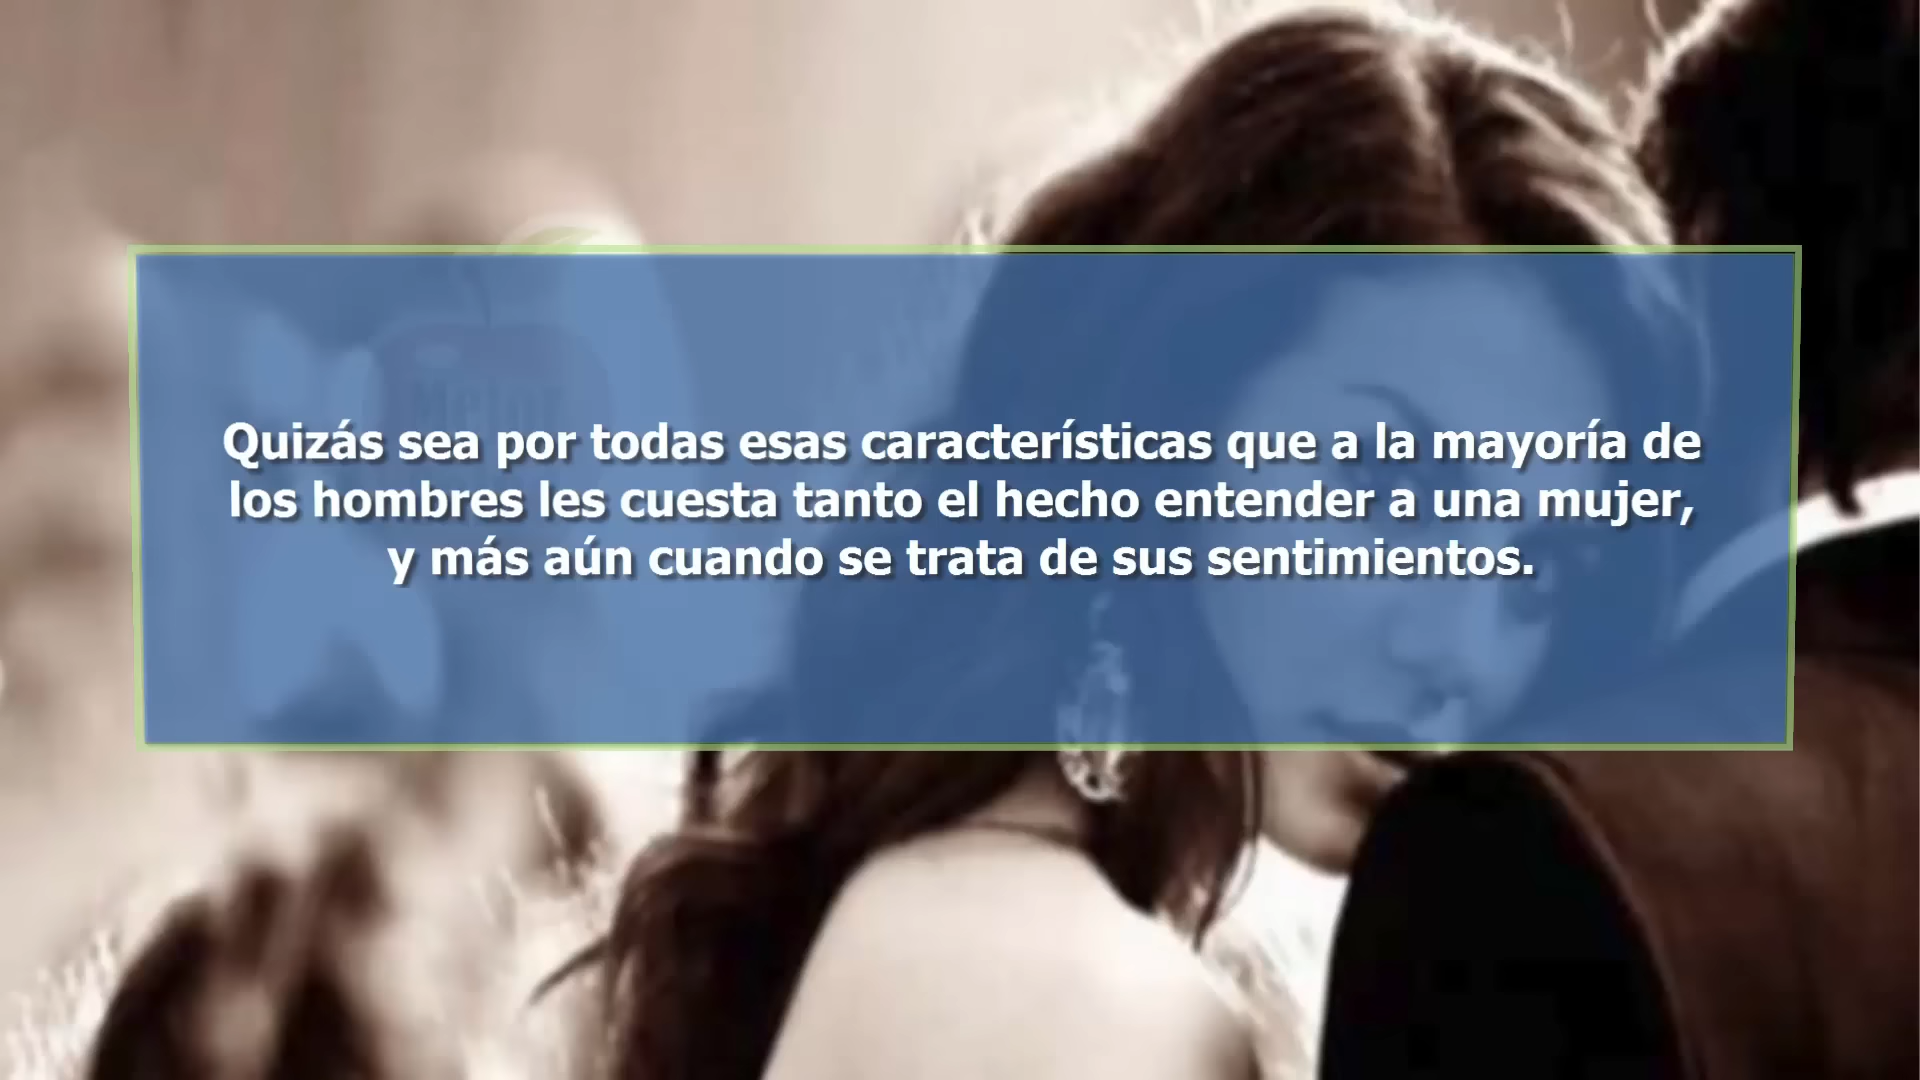 Quizás sea por todas esas características que a la mayoría de
los hombres les cuesta tanto el hecho entender a una mujer,
y más aún cuando se trata de sus sentimientos.